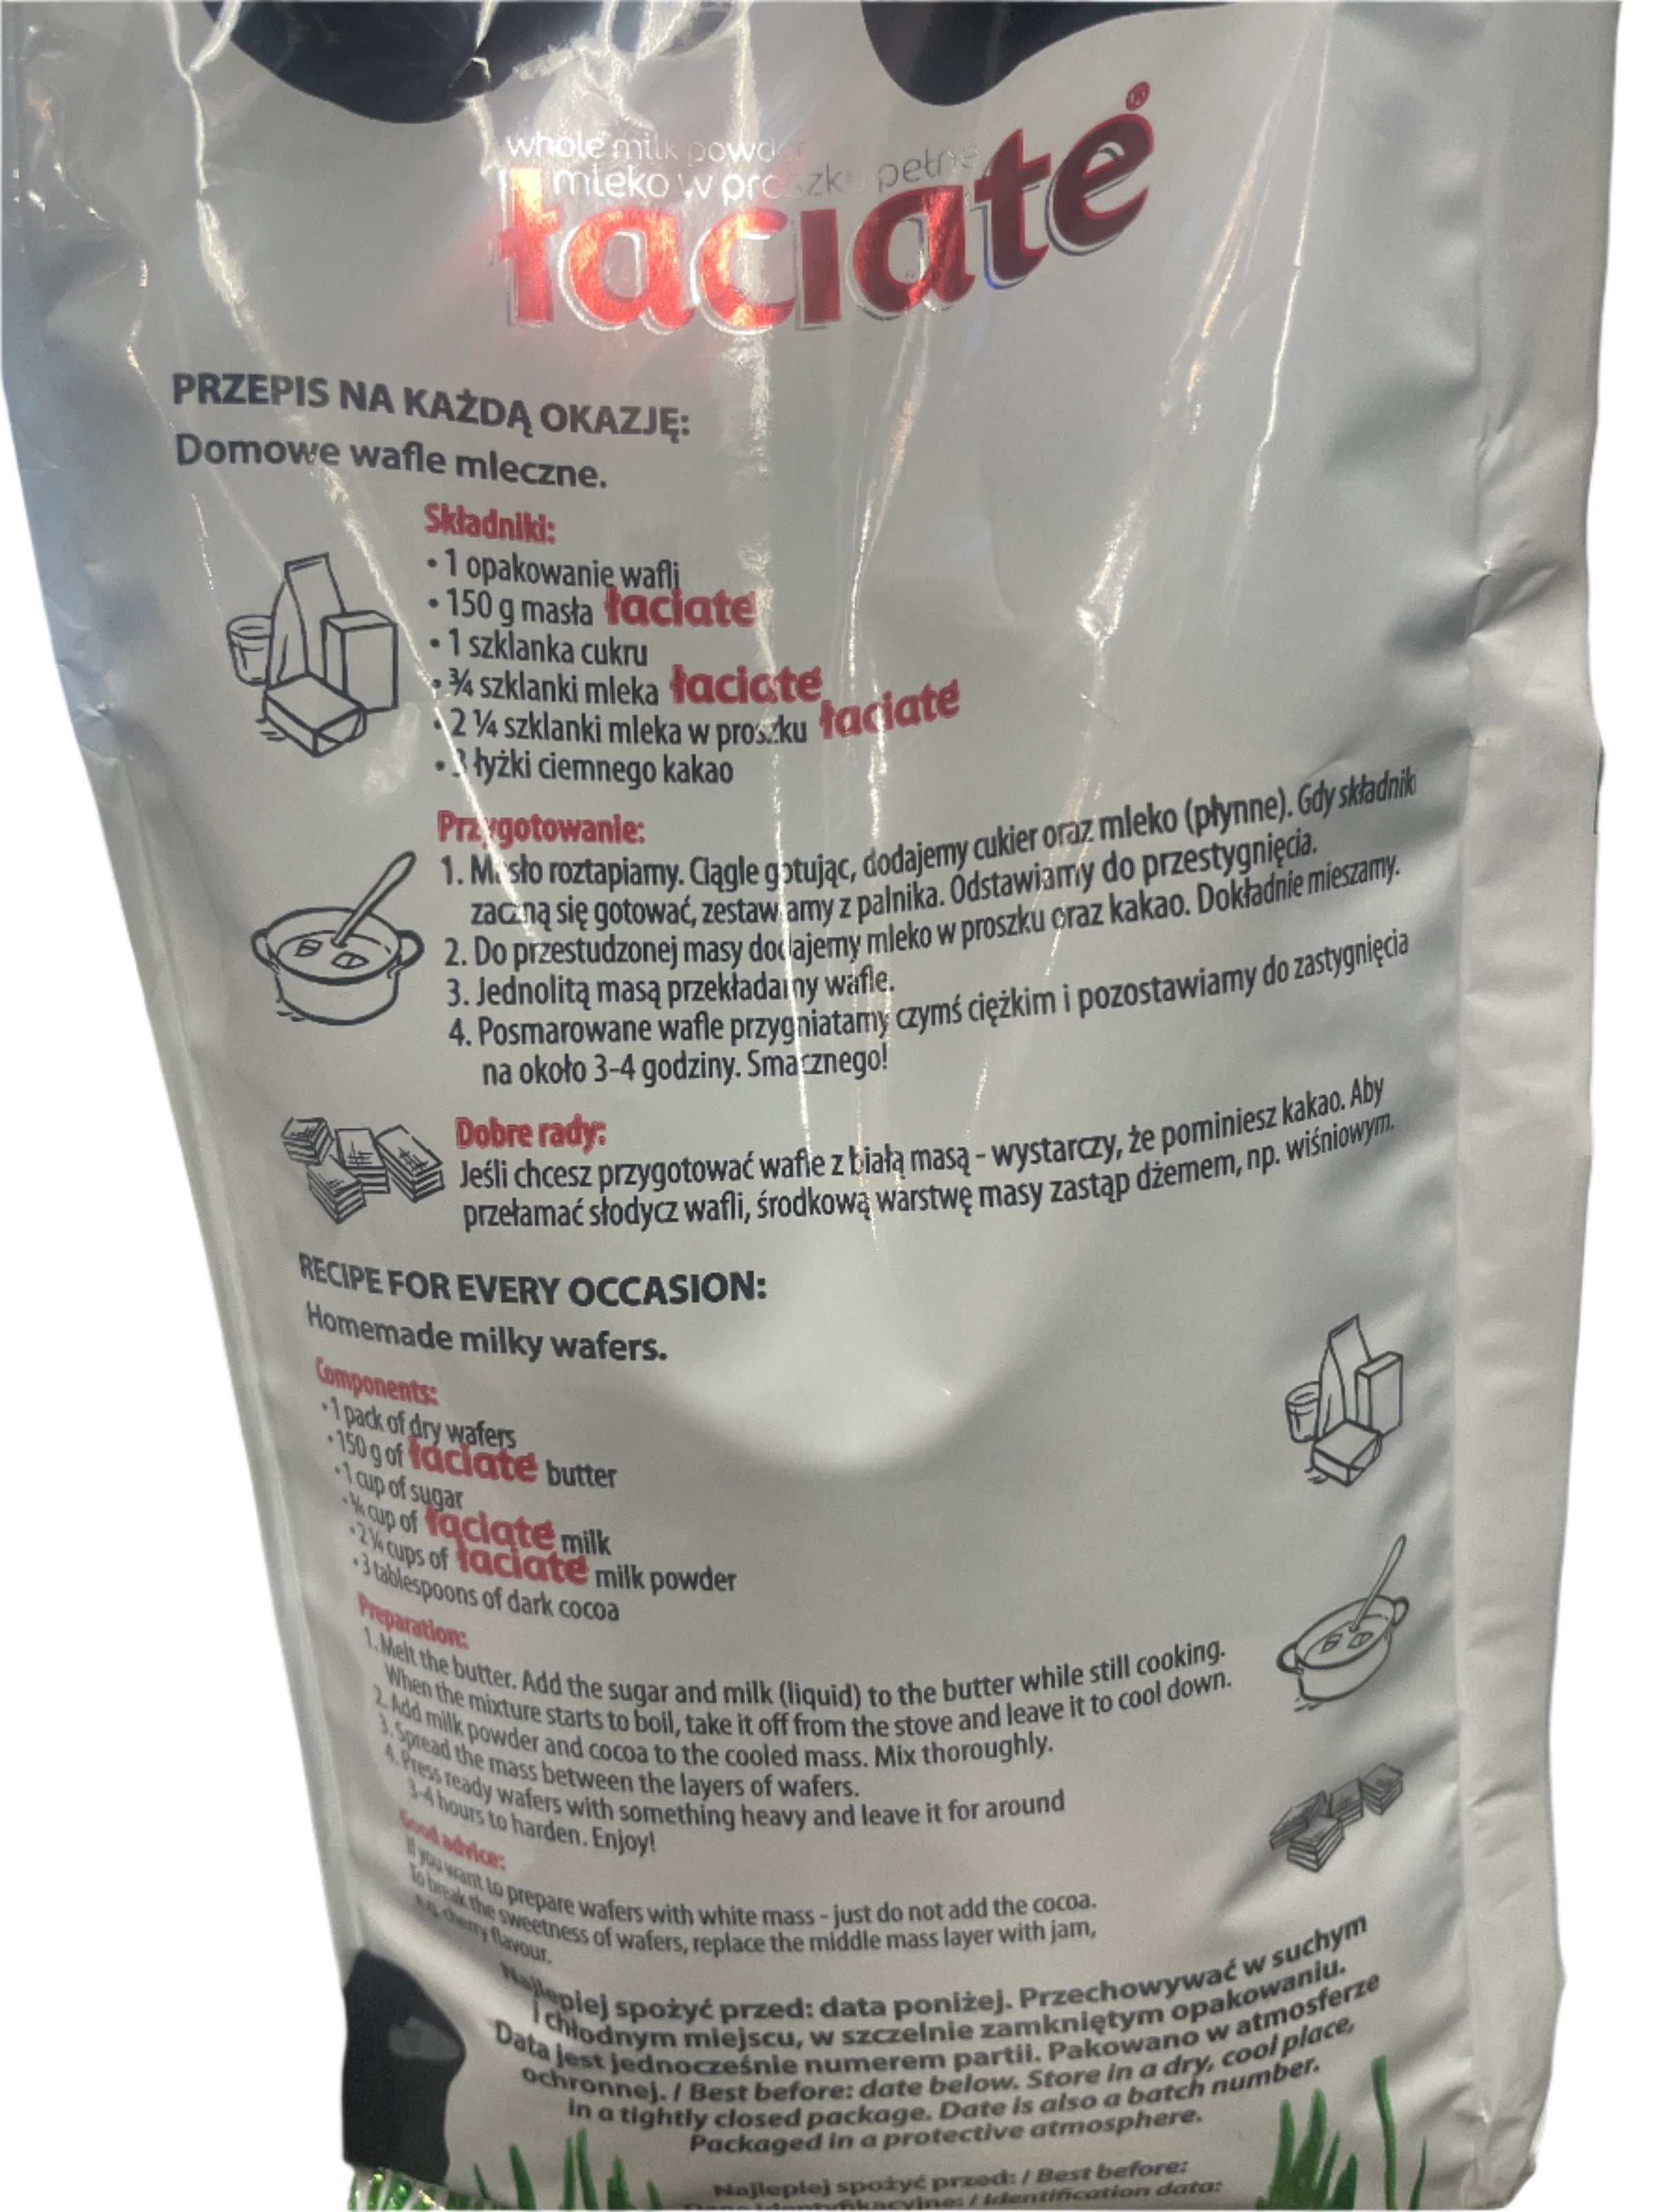 whole milk powder
mleko w proszku pełne
łaciate®
PRZEPIS NA KAŻDĄ OKAZJĘ:
Domowe wafle mleczne.
Składniki:
• 1 opakowanie wafli
• 150 g masła łaciate
• 1 szklanka cukru
• ¾ szklanki mleka łaciate
• 2 ¼ szklanki mleka w proszku łaciate
• 3 łyżki ciemnego kakao
Przygotowanie:
1. Masło roztapiamy. Ciągle gotując, dodajemy cukier oraz mleko (płynne). Gdy składniki
zaczną się gotować, zestawiamy z palnika. Odstawiamy do przestygnięcia.
2. Do przestudzonej masy dodajemy mleko w proszku oraz kakao. Dokładnie mieszamy.
3. Jednolitą masą przekładamy wafle.
4. Posmarowane wafle przygniatamy czymś ciężkim i pozostawiamy do zastygnięcia
na około 3-4 godziny. Smacznego!
Dobre rady:
Jeśli chcesz przygotować wafle z białą masą - wystarczy, że pominiesz kakao. Aby
przełamać słodycz wafli, środkową warstwę masy zastąp dżemem, np. wiśniowym.
RECIPE FOR EVERY OCCASION:
Homemade milky wafers.
Components:
• 1 pack of dry wafers
• 150 g of łaciate butter
• 1 cup of sugar
• ¾ cup of łaciate milk
• 2 ¼ cups of łaciate milk powder
• 3 tablespoons of dark cocoa
Preparation:
1. Melt the butter. Add the sugar and milk (liquid) to the butter while still cooking.
When the mixture starts to boil, take it off from the stove and leave it to cool down.
2. Add milk powder and cocoa to the cooled mass. Mix thoroughly.
3. Spread the mass between the layers of wafers.
4. Press ready wafers with something heavy and leave it for around
3-4 hours to harden. Enjoy!
Good advice:
If you want to prepare wafers with white mass - just do not add the cocoa.
To break the sweetness of wafers, replace the middle mass layer with jam,
e.g. cherry flavour.
Najlepiej spożyć przed: data poniżej. Przechowywać w suchym
i chłodnym miejscu, w szczelnie zamkniętym opakowaniu.
Data jest jednocześnie numerem partii. Pakowano w atmosferze
ochronnej. / Best before: date below. Store in a dry, cool place,
in a tightly closed package. Date is also a batch number.
Packaged in a protective atmosphere.
Najlepiej spożyć przed: / Best before:
Dane identyfikacyjne: / Identification data: